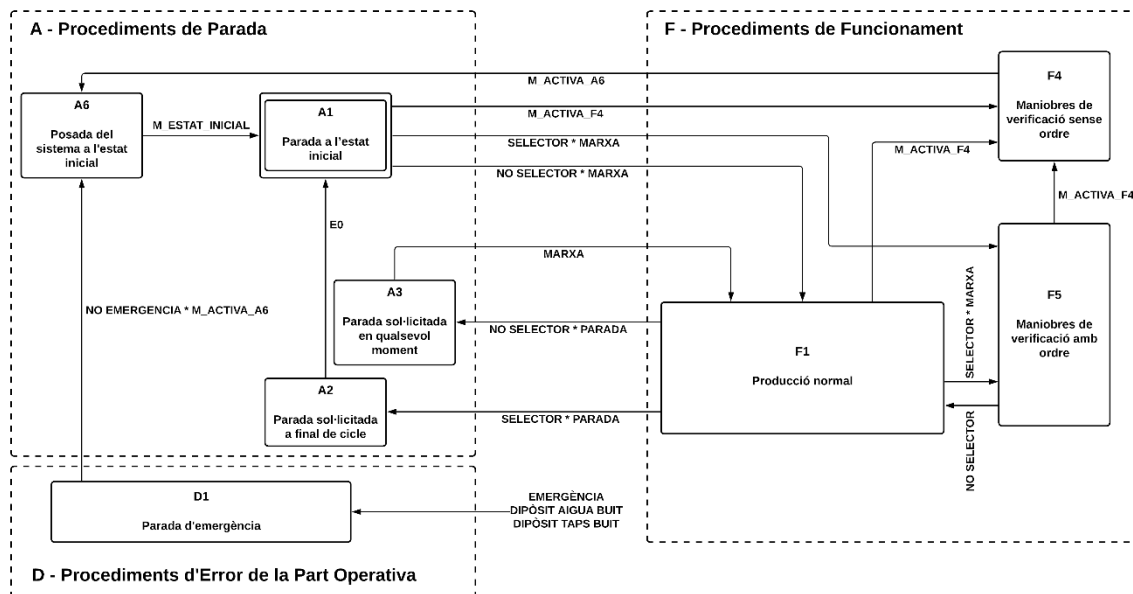 A - Procediments de Parada
F - Procediments de Funcionament
M_ACTIVA_A6
A6
Posada del
sistema a l'estat
inicial
M_ESTAT_INICIAL
A1
Parada a l'estat
inicial
M_ACTIVA_F4
SELECTOR * MARXA
NO SELECTOR * MARXA
F4
Maniobres de
verificació sense
ordre
M_ACTIVA_F4
M_ACTIVA_F4
E0
MARXA
A3
Parada sol·licitada
en qualsevol
moment
NO EMERGENCIA * M_ACTIVA_A6
NO SELECTOR * PARADA
F1
Producció normal
SELECTOR * MARXA
F5
Maniobres de
verificació amb
ordre
A2
Parada sol·licitada
a final de cicle
SELECTOR * PARADA
NO SELECTOR
D1
Parada d'emergència
EMERGÈNCIA
DIPÒSIT AIGUA BUIT
DIPÒSIT TAPS BUIT
D - Procediments d'Error de la Part Operativa